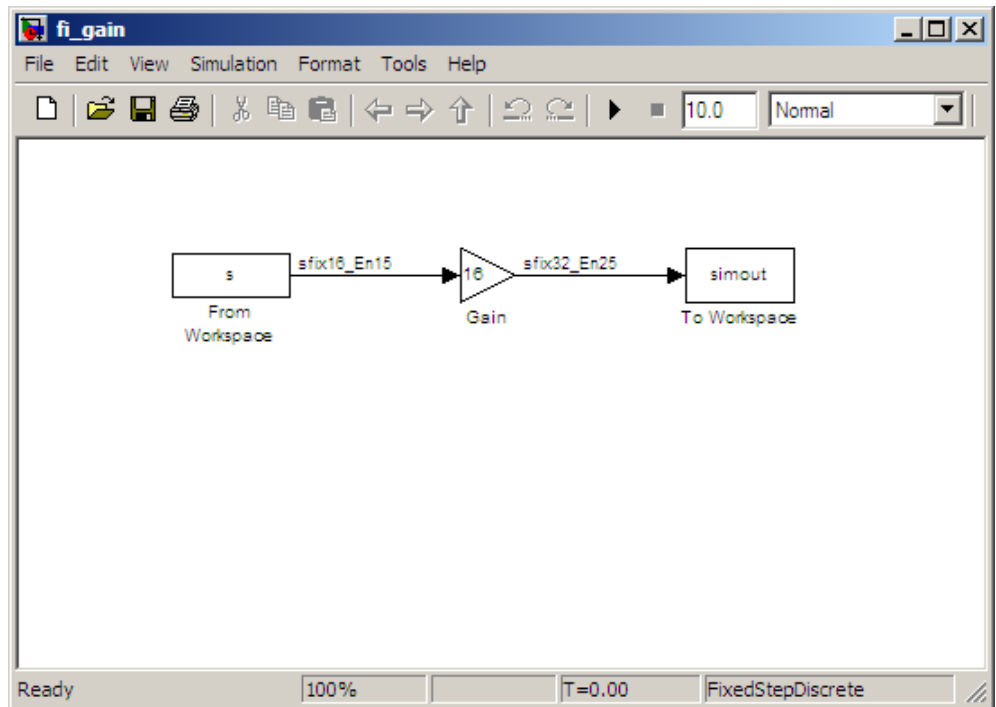 fi_gain
File Edit View Simulation Format Tools Help
10.0 Normal
s
sfix16_En15
16
sfix32_En25
simout
From
Workspace
Gain
To Workspace
Ready 100% T=0.00 FixedStepDiscrete